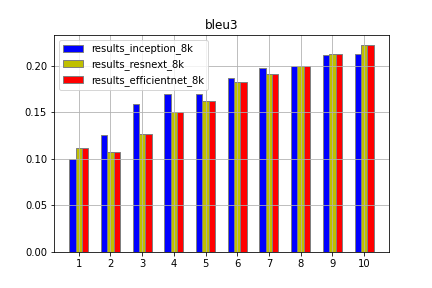 bleu3
results_inception_8k
results_resnext_8k
results_efficientnet_8k
0.20
0.15
0.10
0.05
0.00
1 2 3 4 5 6 7 8 9 10